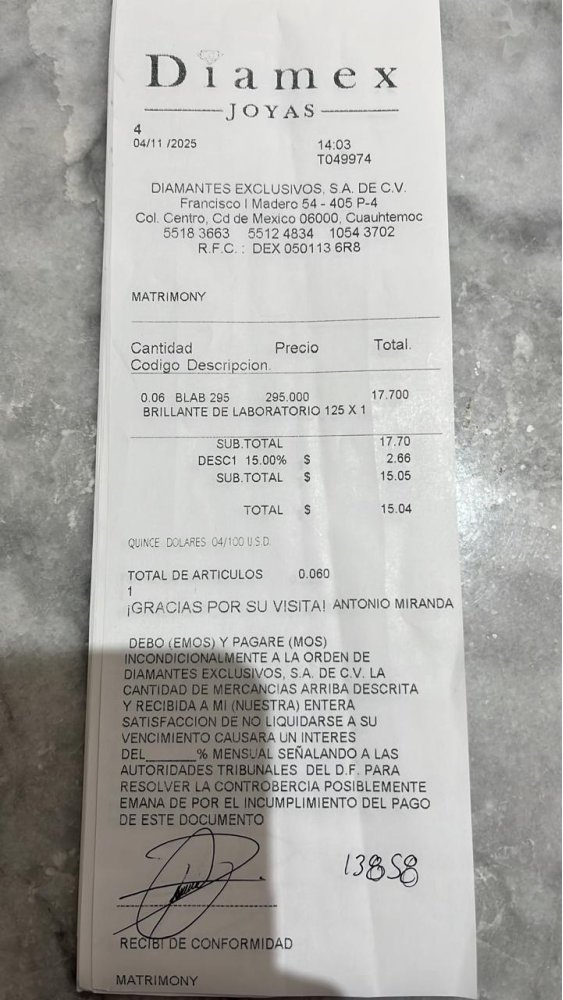 Diamex
JOYAS
4
04/11 /2025 14:03
T049974
DIAMANTES EXCLUSIVOS, S.A. DE C.V.
Francisco I Madero 54 - 405 P-4
Col. Centro, Cd de Mexico 06000, Cuauhtemoc
5518 3663 5512 4834 1054 3702
R.F.C. : DEX 050113 6R8
MATRIMONY
Cantidad Precio Total.
Codigo Descripcion.
0.06 BLAB 295 295.000 17.700
BRILLANTE DE LABORATORIO 125 X 1
SUB.TOTAL 17.70
DESC1 15.00% $ 2.66
SUB.TOTAL $ 15.05
TOTAL $ 15.04
QUINCE DOLARES 04/100 U.S.D.
TOTAL DE ARTICULOS 0.060
1
¡GRACIAS POR SU VISITA! ANTONIO MIRANDA
DEBO (EMOS) Y PAGARE (MOS)
INCONDICIONALMENTE A LA ORDEN DE
DIAMANTES EXCLUSIVOS, S.A. DE C.V. LA
CANTIDAD DE MERCANCIAS ARRIBA DESCRITA
Y RECIBIDA A MI (NUESTRA) ENTERA
SATISFACCION DE NO LIQUIDARSE A SU
VENCIMIENTO CAUSARA UN INTERES
DEL______% MENSUAL SEÑALANDO A LAS
AUTORIDADES TRIBUNALES DEL D.F. PARA
RESOLVER LA CONTROBERCIA POSIBLEMENTE
EMANA DE POR EL INCUMPLIMIENTO DEL PAGO
DE ESTE DOCUMENTO
13858
RECIBI DE CONFORMIDAD
MATRIMONY